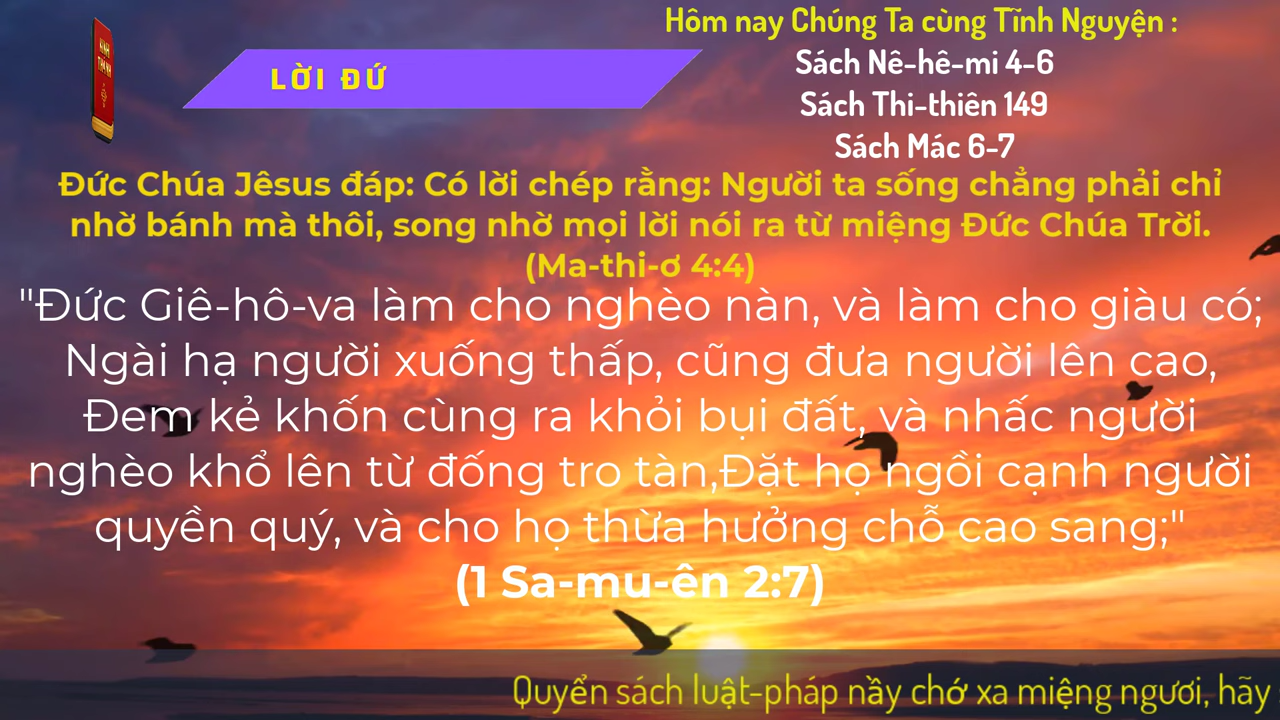 KINH
THÁNH
LỜI ĐỨ
Hôm nay Chúng Ta cùng Tĩnh Nguyện :
Sách Nê-hê-mi 4-6
Sách Thi-thiên 149
Sách Mác 6-7
Đức Chúa Jêsus đáp: Có lời chép rằng: Người ta sống chẳng phải chỉ
nhờ bánh mà thôi, song nhờ mọi lời nói ra từ miệng Đức Chúa Trời.
(Ma-thi-ơ 4:4)
"Đức Giê-hô-va làm cho nghèo nàn, và làm cho giàu có;
Ngài hạ người xuống thấp, cũng đưa người lên cao,
Đem kẻ khốn cùng ra khỏi bụi đất, và nhấc người
nghèo khổ lên từ đống tro tàn,Đặt họ ngồi cạnh người
quyền quý, và cho họ thừa hưởng chỗ cao sang;"
(1 Sa-mu-ên 2:7)
Quyển sách luật-pháp nầy chớ xa miệng ngươi, hãy